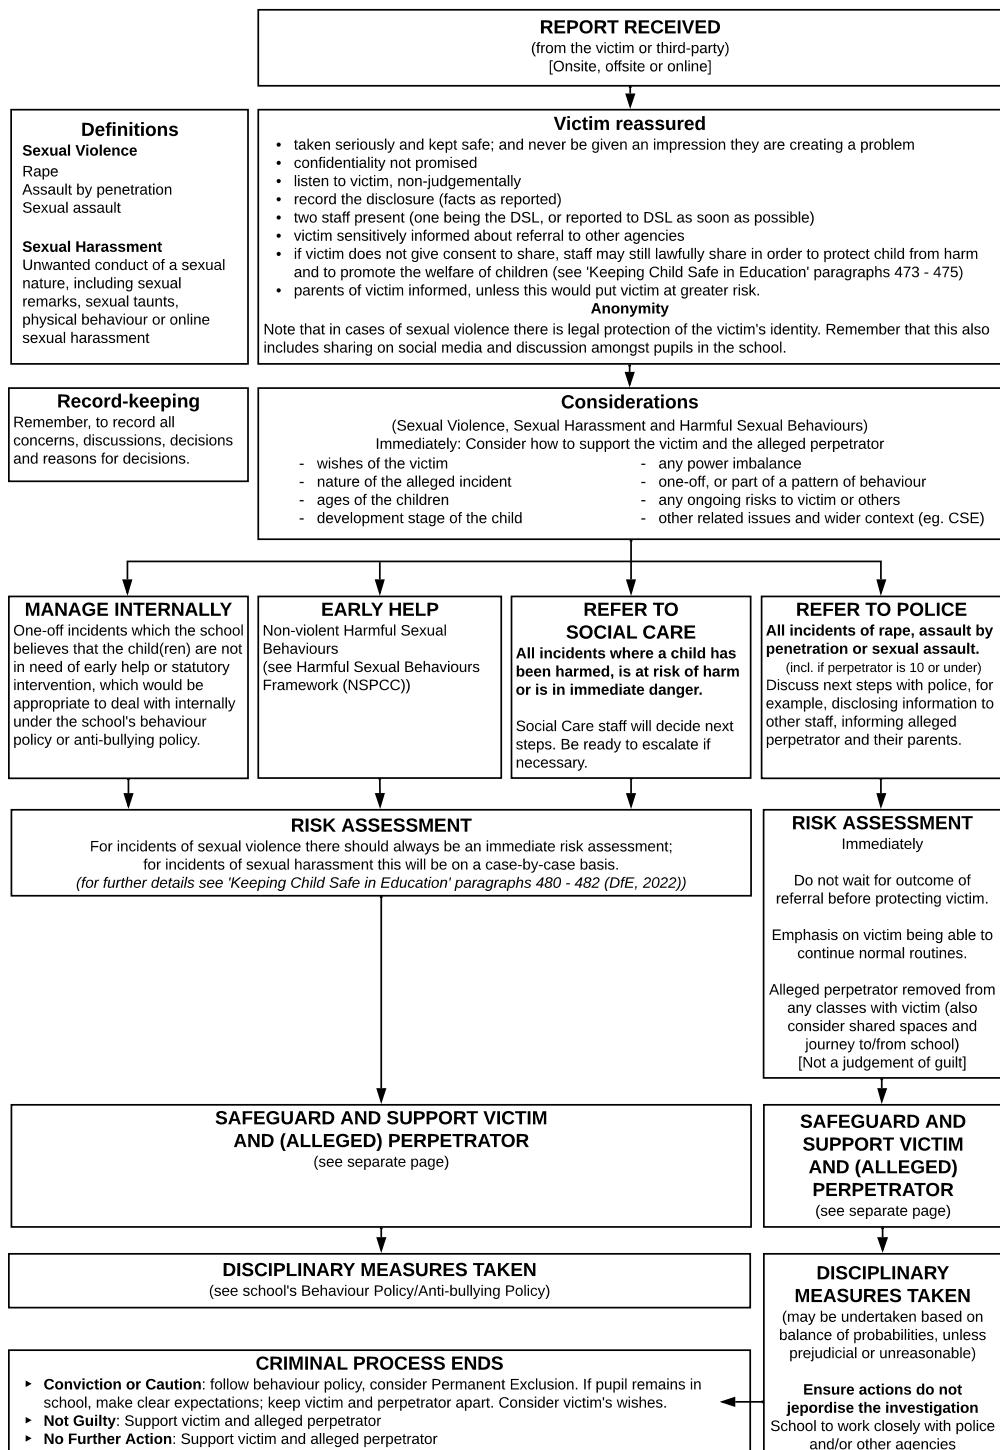 REPORT RECEIVED
(from the victim or third-party)
[Onsite, offsite or online]
Definitions
Sexual Violence
Rape
Assault by penetration
Sexual assault
Sexual Harassment
Unwanted conduct of a sexual
nature, including sexual
remarks, sexual taunts,
physical behaviour or online
sexual harassment
Victim reassured
• taken seriously and kept safe; and never be given an impression they are creating a problem
• confidentiality not promised
• listen to victim, non-judgementally
• record the disclosure (facts as reported)
• two staff present (one being the DSL, or reported to DSL as soon as possible)
• victim sensitively informed about referral to other agencies
• if victim does not give consent to share, staff may still lawfully share in order to protect child from harm
and to promote the welfare of children (see 'Keeping Child Safe in Education' paragraphs 473 - 475)
• parents of victim informed, unless this would put victim at greater risk.
Anonymity
Note that in cases of sexual violence there is legal protection of the victim's identity. Remember that this also
includes sharing on social media and discussion amongst pupils in the school.
Record-keeping
Remember, to record all
concerns, discussions, decisions
and reasons for decisions.
Considerations
(Sexual Violence, Sexual Harassment and Harmful Sexual Behaviours)
Immediately: Consider how to support the victim and the alleged perpetrator
- wishes of the victim
- nature of the alleged incident
- ages of the children
- development stage of the child
- any power imbalance
- one-off, or part of a pattern of behaviour
- any ongoing risks to victim or others
- other related issues and wider context (eg. CSE)
MANAGE INTERNALLY
One-off incidents which the school
believes that the child(ren) are not
in need of early help or statutory
intervention, which would be
appropriate to deal with internally
under the school's behaviour
policy or anti-bullying policy.
EARLY HELP
Non-violent Harmful Sexual
Behaviours
(see Harmful Sexual Behaviours
Framework (NSPCC))
REFER TO
SOCIAL CARE
All incidents where a child has
been harmed, is at risk of harm
or is in immediate danger.
Social Care staff will decide next
steps. Be ready to escalate if
necessary.
REFER TO POLICE
All incidents of rape, assault by
penetration or sexual assault.
(incl. if perpetrator is 10 or under)
Discuss next steps with police, for
example, disclosing information to
other staff, informing alleged
perpetrator and their parents.
RISK ASSESSMENT
For incidents of sexual violence there should always be an immediate risk assessment;
for incidents of sexual harassment this will be on a case-by-case basis.
(for further details see 'Keeping Child Safe in Education' paragraphs 480 - 482 (DfE, 2022))
RISK ASSESSMENT
Immediately
Do not wait for outcome of
referral before protecting victim.
Emphasis on victim being able to
continue normal routines.
Alleged perpetrator removed from
any classes with victim (also
consider shared spaces and
journey to/from school)
[Not a judgement of guilt]
SAFEGUARD AND SUPPORT VICTIM
AND (ALLEGED) PERPETRATOR
(see separate page)
SAFEGUARD AND
SUPPORT VICTIM
AND (ALLEGED)
PERPETRATOR
(see separate page)
DISCIPLINARY MEASURES TAKEN
(see school's Behaviour Policy/Anti-bullying Policy)
DISCIPLINARY
MEASURES TAKEN
(may be undertaken based on
balance of probabilities, unless
prejudicial or unreasonable)
Ensure actions do not
jepordise the investigation
School to work closely with police
and/or other agencies
CRIMINAL PROCESS ENDS
‣ Conviction or Caution: follow behaviour policy, consider Permanent Exclusion. If pupil remains in
school, make clear expectations; keep victim and perpetrator apart. Consider victim's wishes.
‣ Not Guilty: Support victim and alleged perpetrator
‣ No Further Action: Support victim and alleged perpetrator